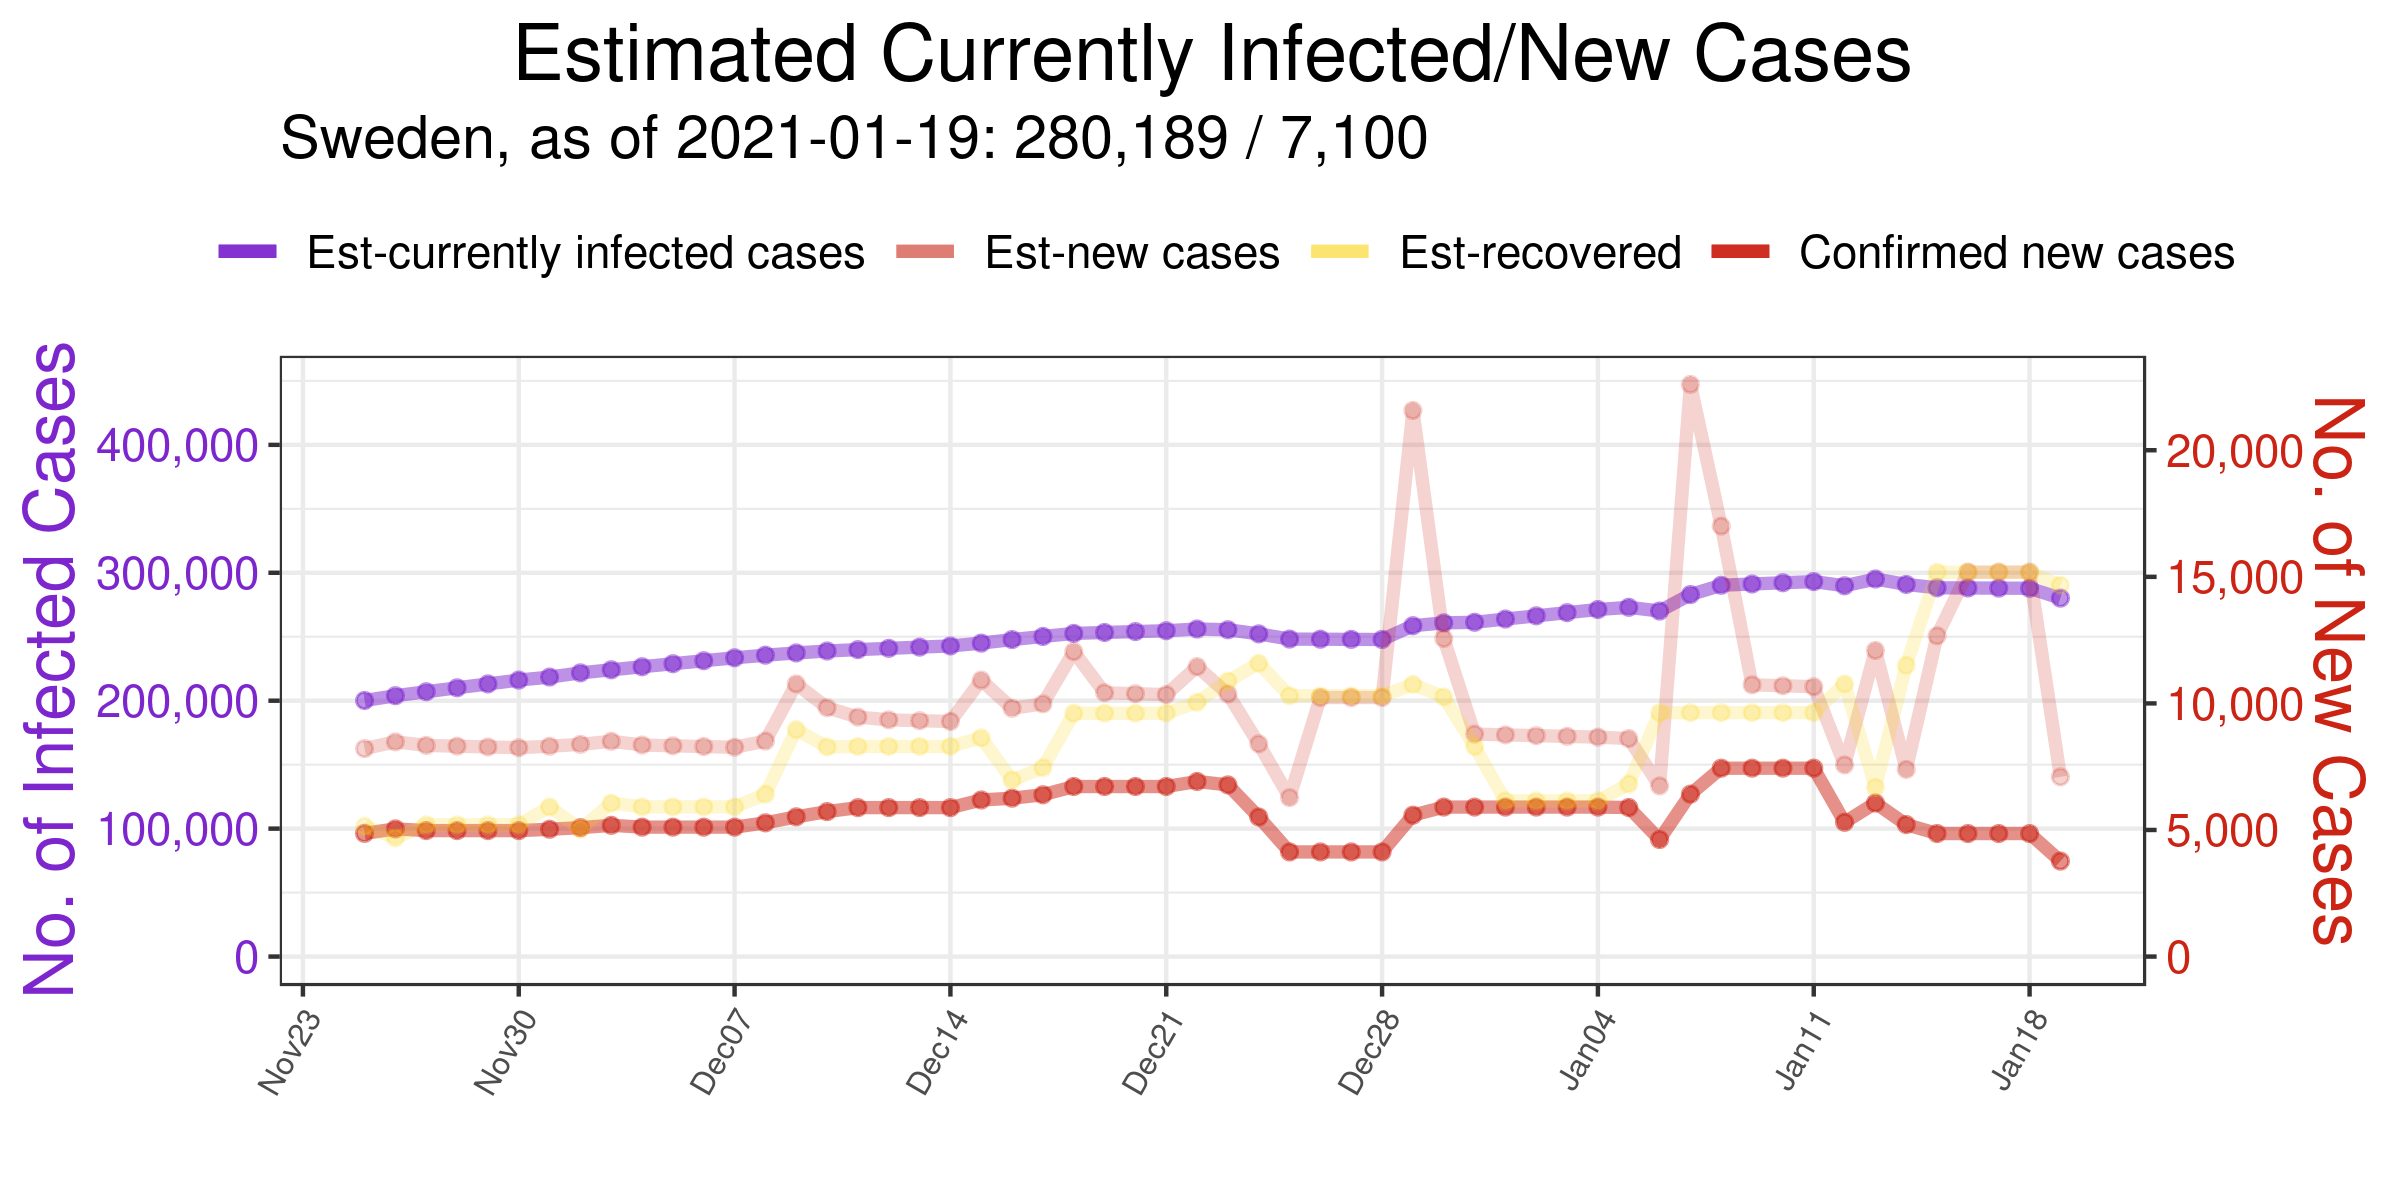 Estimated Currently Infected/New Cases
Sweden, as of 2021-01-19: 280,189 / 7,100
Est-currently infected cases Est-new cases Est-recovered Confirmed new cases
No. of Infected Cases
400,000
300,000
200,000
100,000
0
20,000
15,000
10,000
5,000
0
No. of New Cases
Nov23 Nov30 Dec07 Dec14 Dec21 Dec28 Jan04 Jan11 Jan18